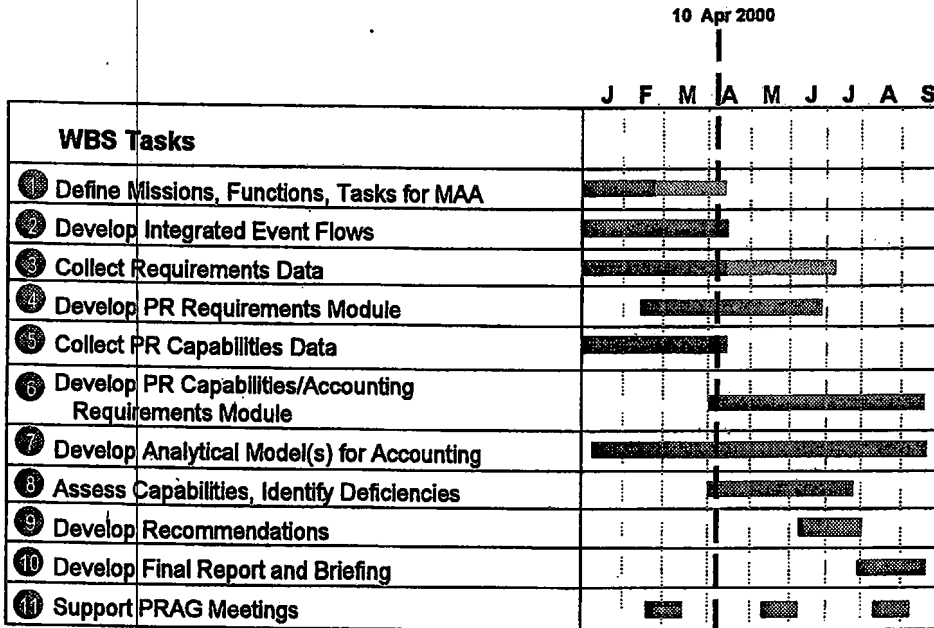 10 Apr 2000
J F M A M J J A S
WBS Tasks
1 Define Missions, Functions, Tasks for MAA
2 Develop Integrated Event Flows
3 Collect Requirements Data
4 Develop PR Requirements Module
5 Collect PR Capabilities Data
6 Develop PR Capabilities/Accounting
Requirements Module
7 Develop Analytical Model(s) for Accounting
8 Assess Capabilities, Identify Deficiencies
9 Develop Recommendations
10 Develop Final Report and Briefing
11 Support PRAG Meetings